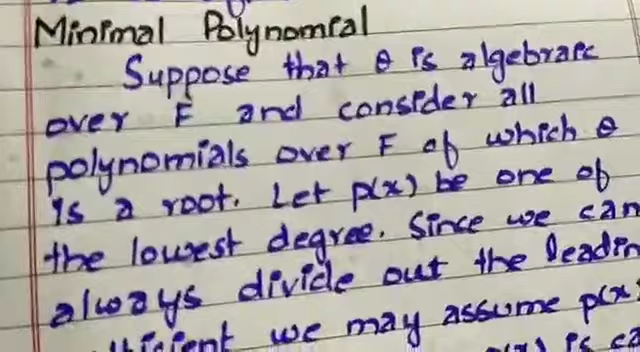 Minimal Polynomial
Suppose that θ is algebraic
over F and consider all
polynomials over F of which θ
is a root. Let p(x) be one of
the lowest degree. Since we can
always divide out the leadin
we may assume p(x)